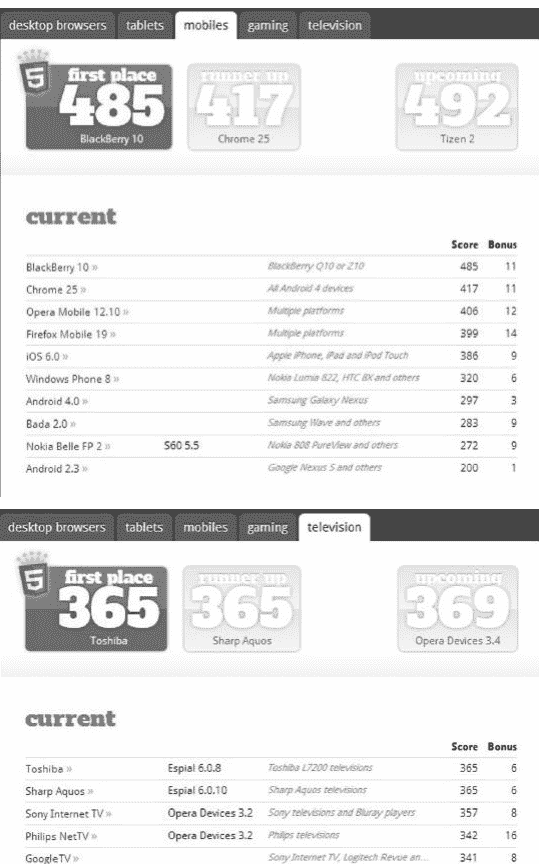 desktop browsers tablets mobiles gaming television
first place runner up upcoming
485 417 492
BlackBerry 10 Chrome 25 Tizen 2
current
Score Bonus
BlackBerry 10 » BlackBerry Q10 or Z10 485 11
Chrome 25 » All Android 4 devices 417 11
Opera Mobile 12.10 » Multiple platforms 406 12
Firefox Mobile 19 » Multiple platforms 399 14
iOS 6.0 » Apple iPhone, iPad and iPod Touch 386 9
Windows Phone 8 » Nokia Lumia 822, HTC 8X and others 320 6
Android 4.0 » Samsung Galaxy Nexus 297 3
Bada 2.0 » Samsung Wave and others 283 9
Nokia Belle FP 2 » S60 5.5 Nokia 808 PureView and others 272 9
Android 2.3 » Google Nexus S and others 200 1
desktop browsers tablets mobiles gaming television
first place runner up upcoming
365 365 369
Toshiba Sharp Aquos Opera Devices 3.4
current
Score Bonus
Toshiba » Espial 6.0.8 Toshiba L7200 televisions 365 6
Sharp Aquos » Espial 6.0.10 Sharp Aquos televisions 365 6
Sony Internet TV » Opera Devices 3.2 Sony televisions and Bluray players 357 8
Philips NetTV » Opera Devices 3.2 Philips televisions 342 16
GoogleTV » Sony Internet TV, Logitech Revue an... 341 8